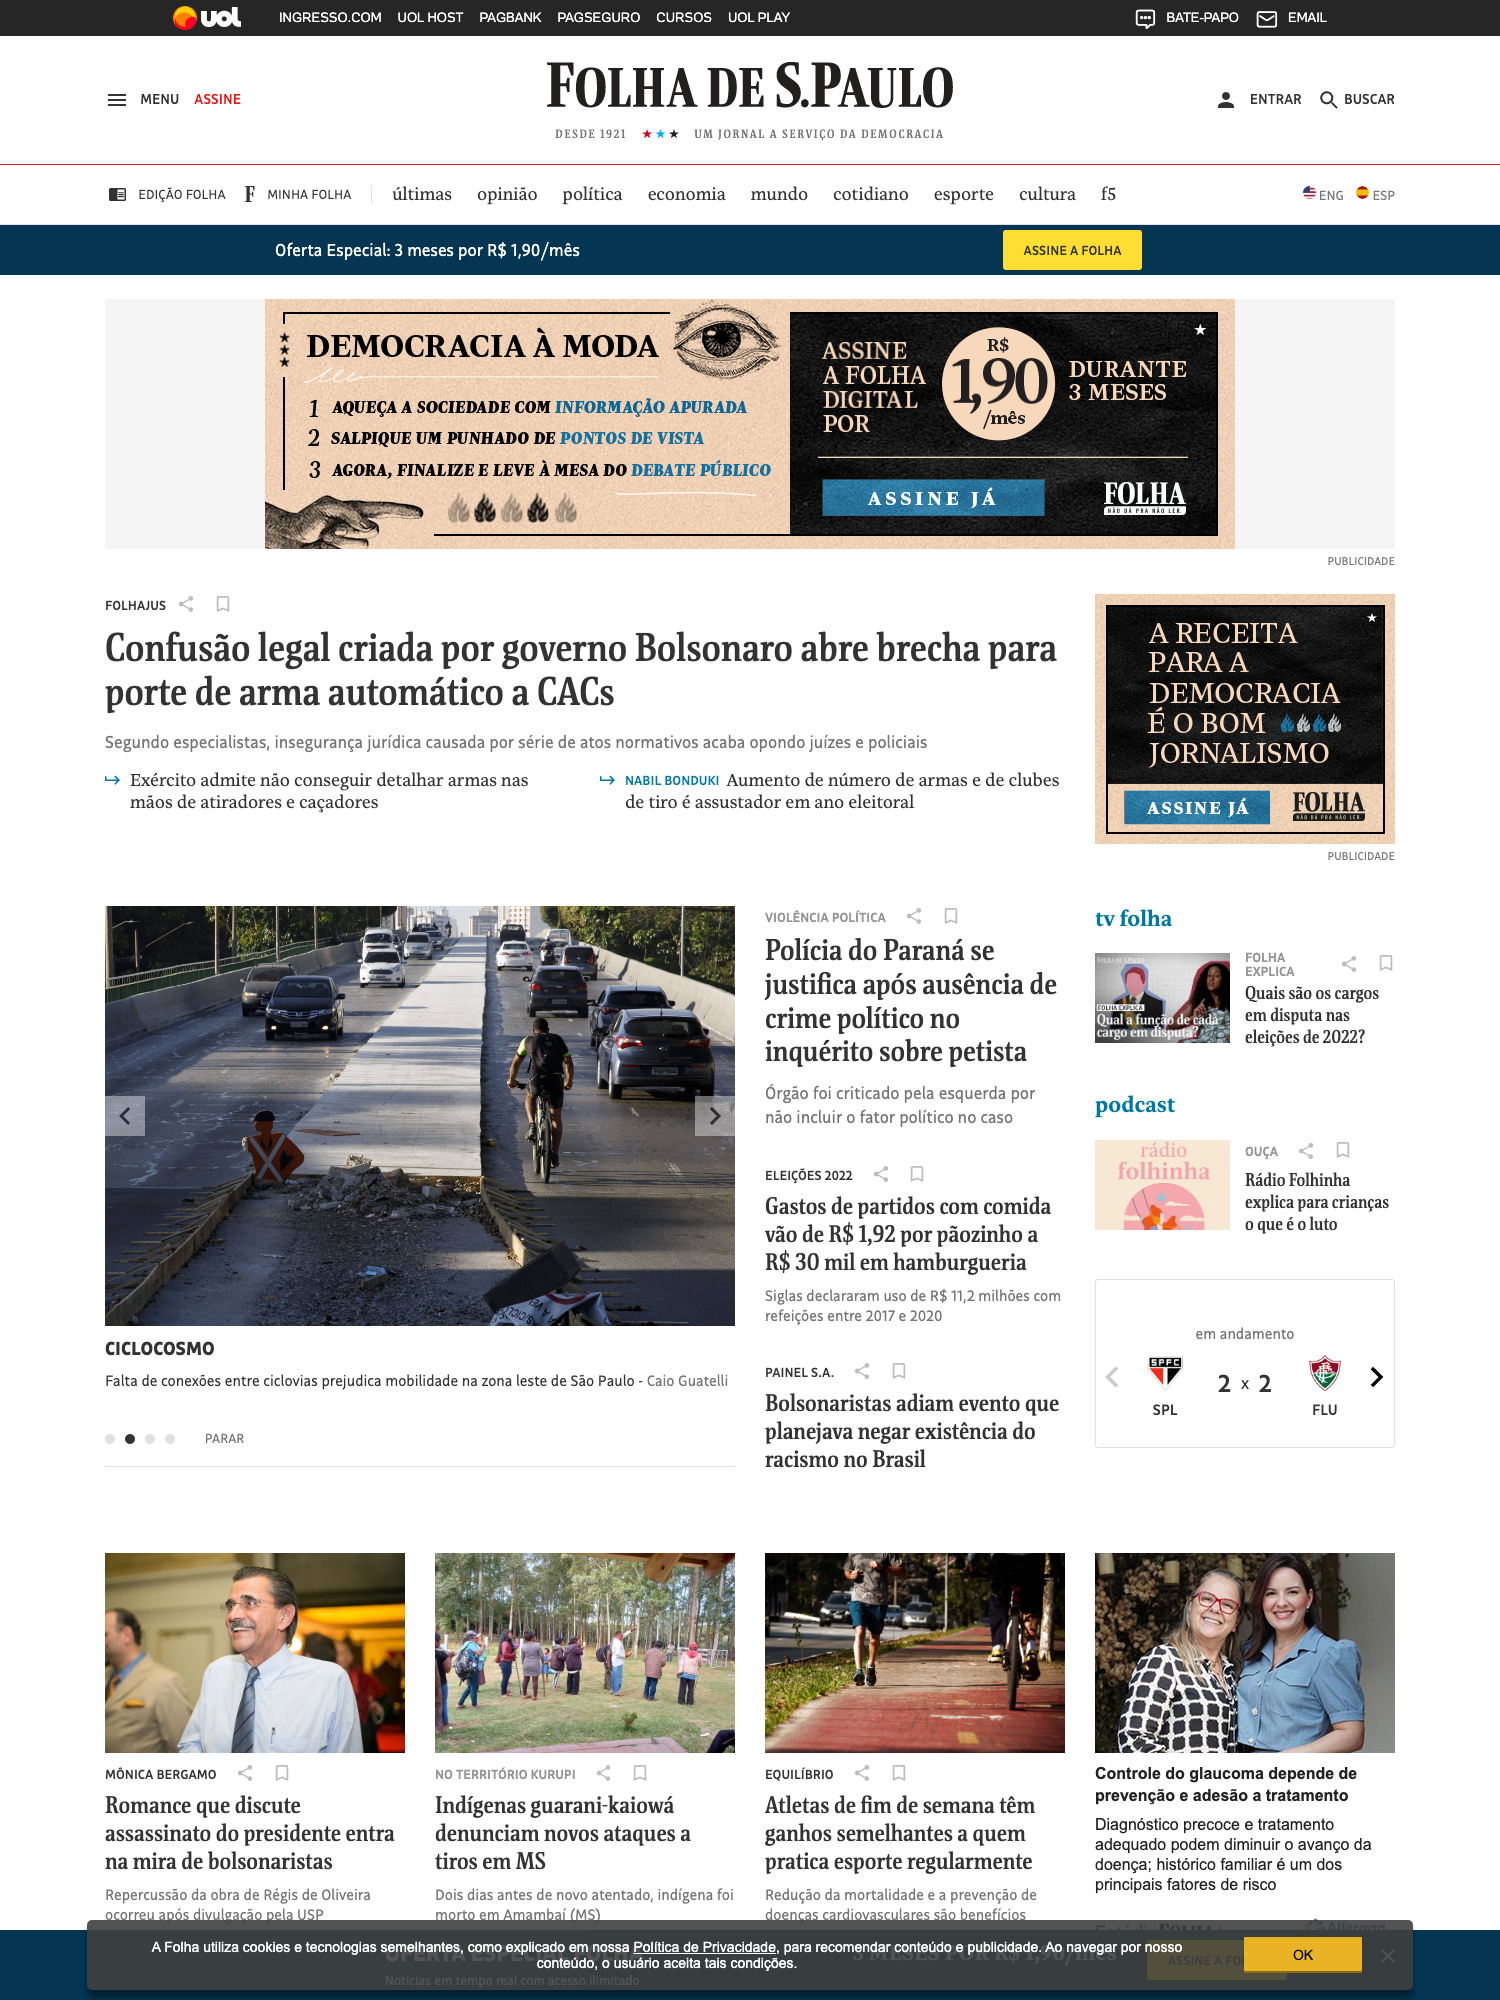 uol
INGRESSO.COM UOL HOST PAGBANK PAGSEGURO CURSOS UOL PLAY
BATE-PAPO EMAIL
MENU ASSINE
FOLHA DE S.PAULO
DESDE 1921 ★★★ UM JORNAL A SERVIÇO DA DEMOCRACIA
ENTRAR BUSCAR
EDIÇÃO FOLHA F MINHA FOLHA
últimas opinião política economia mundo cotidiano esporte cultura f5
ENG ESP
Oferta Especial: 3 meses por R$ 1,90/mês
ASSINE A FOLHA
DEMOCRACIA À MODA
1 AQUEÇA A SOCIEDADE COM INFORMAÇÃO APURADA
2 SALPIQUE UM PUNHADO DE PONTOS DE VISTA
3 AGORA, FINALIZE E LEVE À MESA DO DEBATE PÚBLICO
ASSINE
A FOLHA
DIGITAL
POR
R$
1,90
/mês
DURANTE
3 MESES
ASSINE JÁ
FOLHA
NÃO DÁ PRA NÃO LER.
PUBLICIDADE
FOLHAJUS
Confusão legal criada por governo Bolsonaro abre brecha para
porte de arma automático a CACs
Segundo especialistas, insegurança jurídica causada por série de atos normativos acaba opondo juízes e policiais
Exército admite não conseguir detalhar armas nas
mãos de atiradores e caçadores
NABIL BONDUKI Aumento de número de armas e de clubes
de tiro é assustador em ano eleitoral
A RECEITA
PARA A
DEMOCRACIA
É O BOM
JORNALISMO
ASSINE JÁ
FOLHA
NÃO DÁ PRA NÃO LER.
PUBLICIDADE
CICLOCOSMO
Falta de conexões entre ciclovias prejudica mobilidade na zona leste de São Paulo - Caio Guatelli
PARAR
VIOLÊNCIA POLÍTICA
Polícia do Paraná se
justifica após ausência de
crime político no
inquérito sobre petista
Órgão foi criticado pela esquerda por
não incluir o fator político no caso
ELEIÇÕES 2022
Gastos de partidos com comida
vão de R$ 1,92 por pãozinho a
R$ 30 mil em hamburgueria
Siglas declararam uso de R$ 11,2 milhões com
refeições entre 2017 e 2020
PAINEL S.A.
Bolsonaristas adiam evento que
planejava negar existência do
racismo no Brasil
tv folha
FOLHA DE S.PAULO
FOLHA EXPLICA
Qual a função de cada
cargo em disputa?
FOLHA
EXPLICA
Quais são os cargos
em disputa nas
eleições de 2022?
podcast
rádio
folhinha
OUÇA
Rádio Folhinha
explica para crianças
o que é o luto
em andamento
SPFC
2 x 2
SPL FLU
MÔNICA BERGAMO
Romance que discute
assassinato do presidente entra
na mira de bolsonaristas
Repercussão da obra de Régis de Oliveira
ocorreu após divulgação pela USP
NO TERRITÓRIO KURUPI
Indígenas guarani-kaiowá
denunciam novos ataques a
tiros em MS
Dois dias antes de novo atentado, indígena foi
morto em Amambaí (MS)
EQUILÍBRIO
Atletas de fim de semana têm
ganhos semelhantes a quem
pratica esporte regularmente
Redução da mortalidade e a prevenção de
doenças cardiovasculares são benefícios
Controle do glaucoma depende de
prevenção e adesão a tratamento
Diagnóstico precoce e tratamento
adequado podem diminuir o avanço da
doença; histórico familiar é um dos
principais fatores de risco
A Folha utiliza cookies e tecnologias semelhantes, como explicado em nossa Política de Privacidade, para recomendar conteúdo e publicidade. Ao navegar por nosso
conteúdo, o usuário aceita tais condições.
OK
Notícias em tempo real com acesso ilimitado
3 MESES POR R$ 1,90/mês
ASSINE A FO